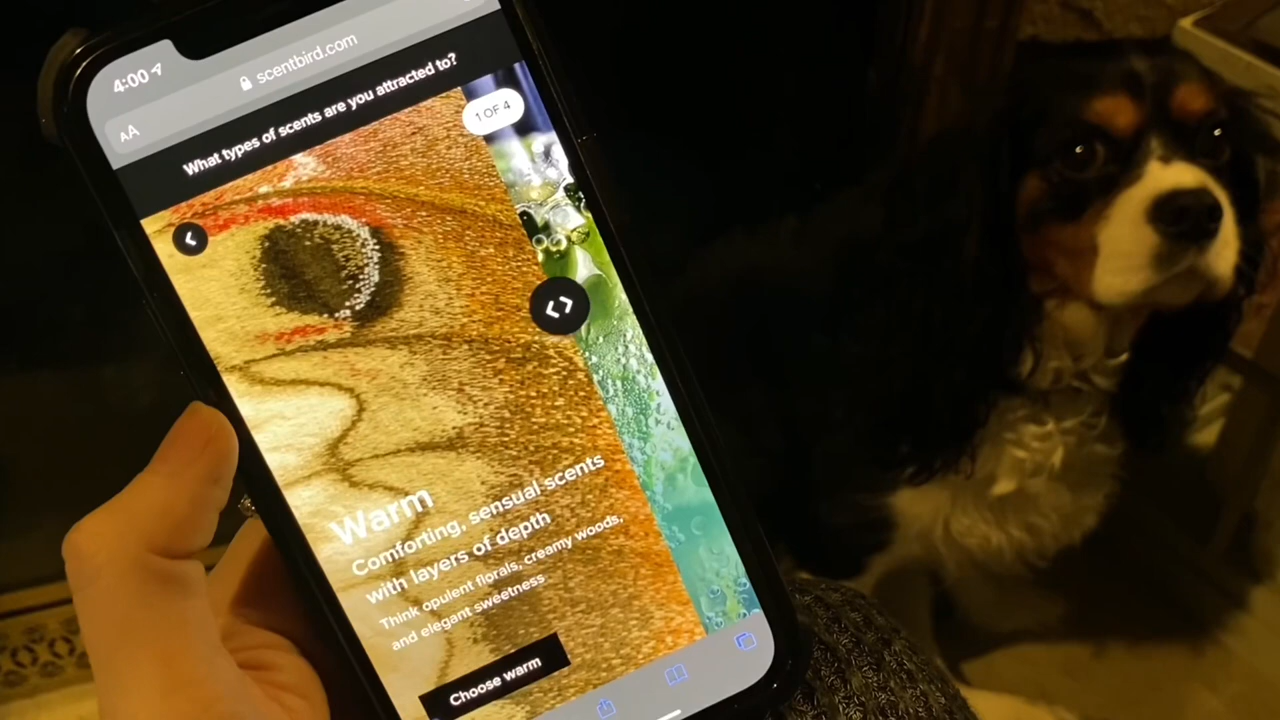 4:00
AA
scentbird.com
What types of scents are you attracted to?
1 OF 4
Warm
Comforting, sensual scents
with layers of depth
Think opulent florals, creamy woods,
and elegant sweetness
Choose warm